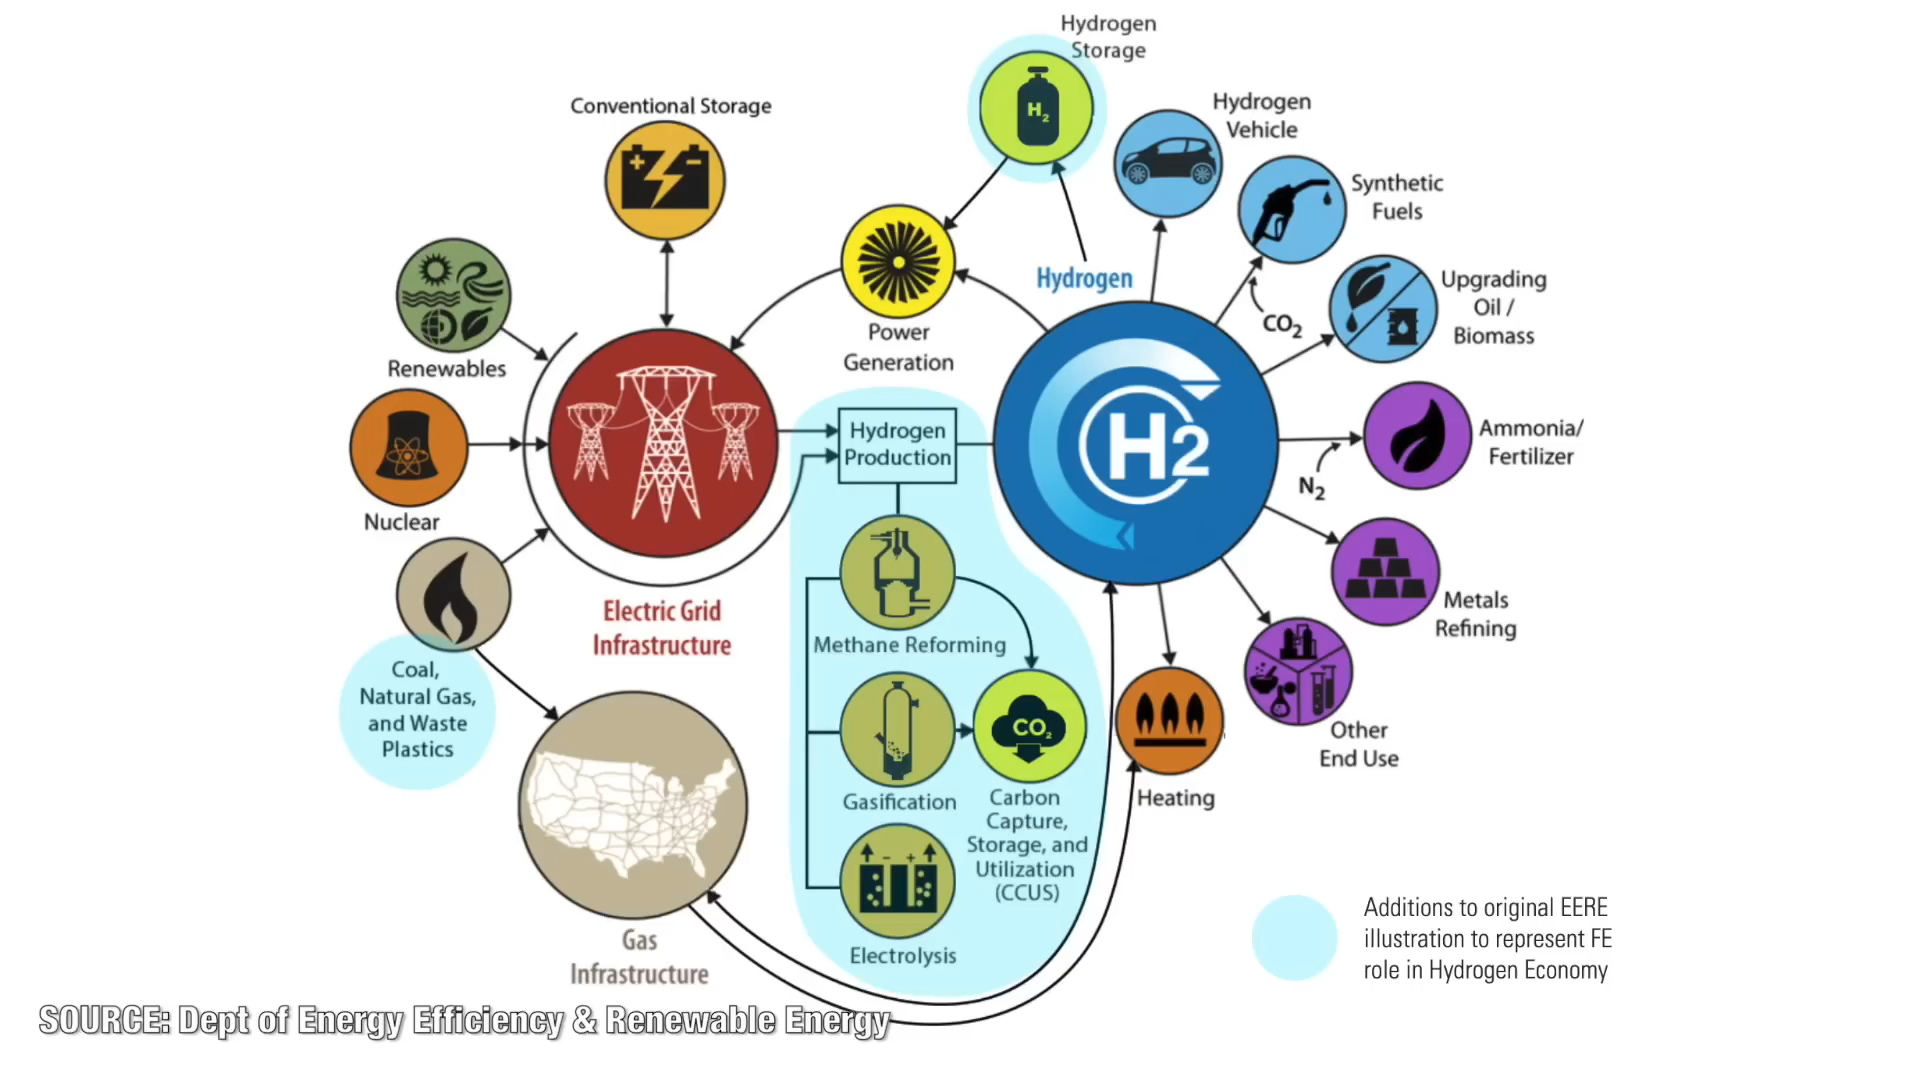 Hydrogen
Storage
H2
Conventional Storage
+ -
Hydrogen
Vehicle
Synthetic
Fuels
Upgrading
Oil /
Biomass
CO2
Hydrogen
Power
Generation
Renewables
Nuclear
Hydrogen
Production
H2
Ammonia/
Fertilizer
N2
Electric Grid
Infrastructure
Methane Reforming
Metals
Refining
Coal,
Natural Gas,
and Waste
Plastics
CO2
Other
End Use
Gasification
Carbon
Capture,
Storage, and
Utilization
(CCUS)
Heating
- +
Electrolysis
Gas
Infrastructure
Additions to original EERE
illustration to represent FE
role in Hydrogen Economy
SOURCE: Dept of Energy Efficiency & Renewable Energy